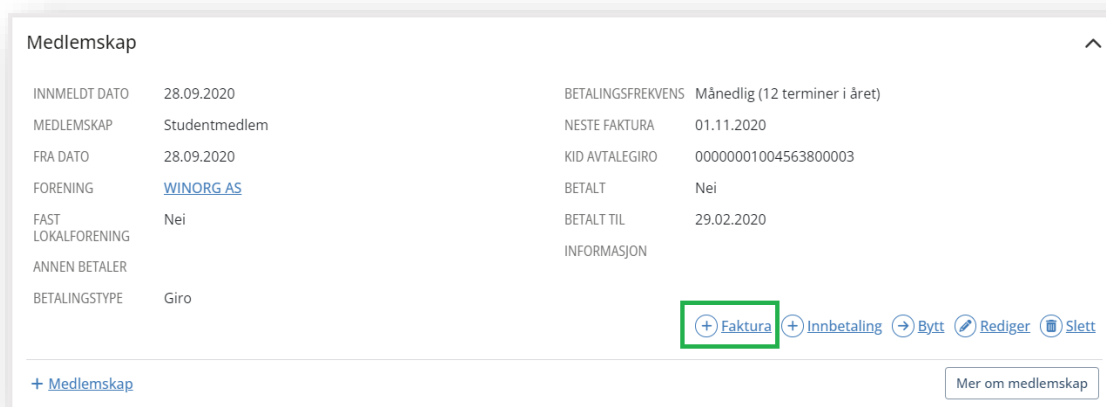 Medlemskap
INNMELDT DATO 28.09.2020
MEDLEMSKAP Studentmedlem
FRA DATO 28.09.2020
FORENING WINORG AS
FAST LOKALFORENING Nei
ANNEN BETALER
BETALINGSTYPE Giro
BETALINGSFREKVENS Månedlig (12 terminer i året)
NESTE FAKTURA 01.11.2020
KID AVTALEGIRO 00000001004563800003
BETALT Nei
BETALT TIL 29.02.2020
INFORMASJON
Faktura Innbetaling Bytt Rediger Slett
+ Medlemskap
Mer om medlemskap